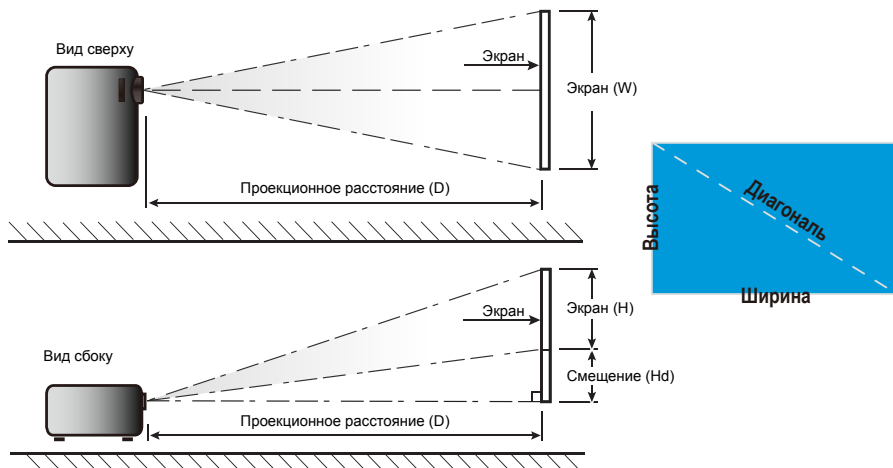 Вид сверху
Экран
Экран (W)
Проекционное расстояние (D)
Высота
Диагональ
Ширина
Вид сбоку
Экран
Экран (H)
Смещение (Hd)
Проекционное расстояние (D)